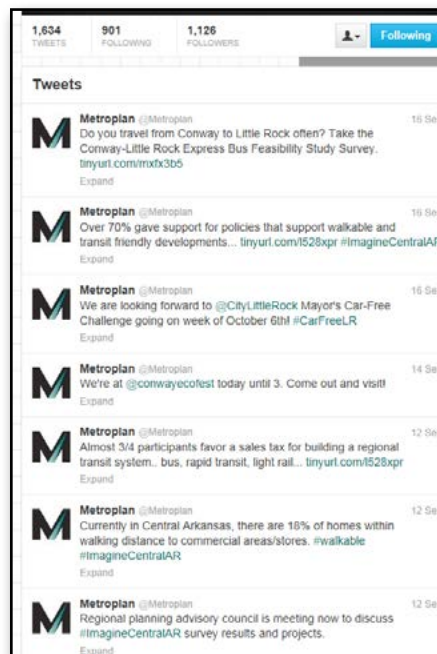 1,634 901 1,126
TWEETS FOLLOWING FOLLOWERS
Following
Tweets
Metroplan @Metroplan 16 Se
Do you travel from Conway to Little Rock often? Take the
Conway-Little Rock Express Bus Feasibility Study Survey.
tinyurl.com/mxfx3b5
Expand
Metroplan @Metroplan 16 Se
Over 70% gave support for policies that support walkable and
transit friendly developments... tinyurl.com/l528xpr #ImagineCentralAR
Expand
Metroplan @Metroplan 16 Se
We are looking forward to @CityLittleRock Mayor's Car-Free
Challenge going on week of October 6th! #CarFreeLR
Expand
Metroplan @Metroplan 14 Se
We're at @conwayecofest today until 3. Come out and visit!
Expand
Metroplan @Metroplan 12 Se
Almost 3/4 participants favor a sales tax for building a regional
transit system.. bus, rapid transit, light rail... tinyurl.com/l528xpr
Expand
Metroplan @Metroplan 12 Se
Currently in Central Arkansas, there are 18% of homes within
walking distance to commercial areas/stores. #walkable
#ImagineCentralAR
Expand
Metroplan @Metroplan 12 Se
Regional planning advisory council is meeting now to discuss
#ImagineCentralAR survey results and projects.
Expand